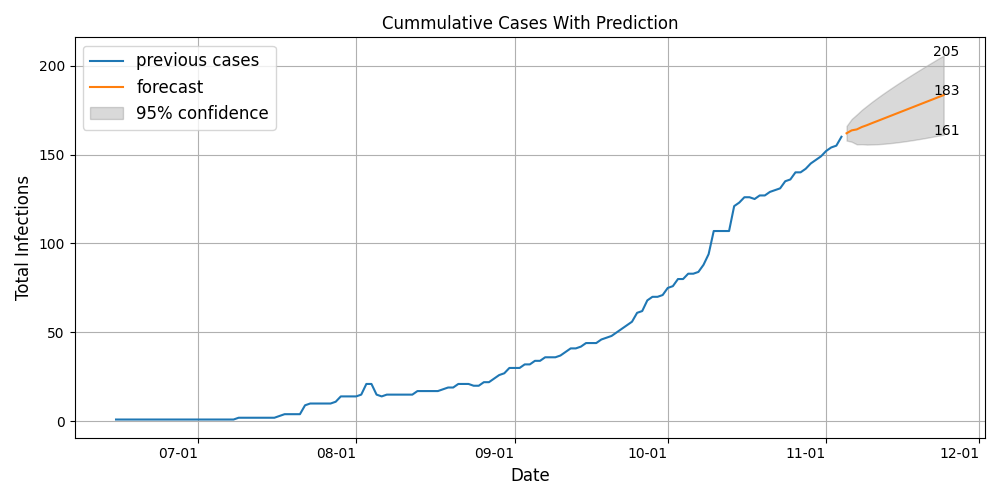 Cummulative Cases With Prediction
previous cases
forecast
95% confidence
205
183
161
200
150
100
50
0
Total Infections
07-01
08-01
09-01
10-01
11-01
12-01
Date